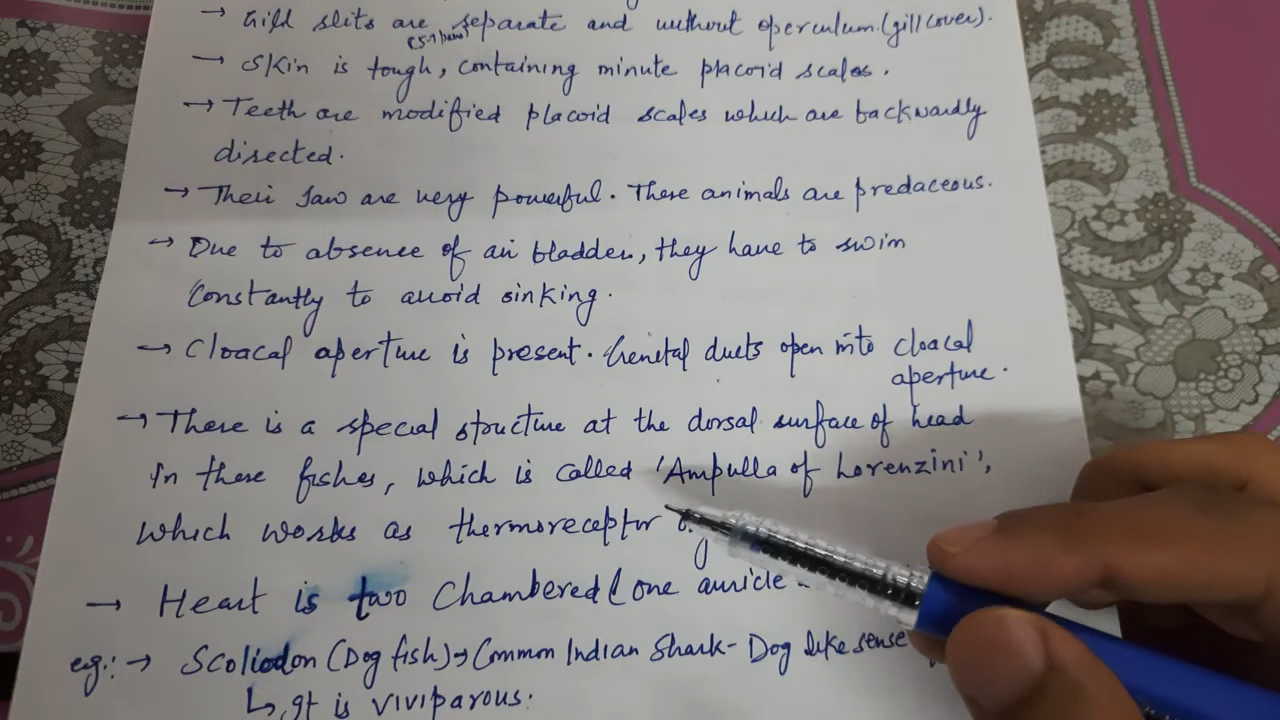 → Gill slits are separate and without operculum.(gill cover).
(5-7 pair)
→ Skin is tough, containing minute placoid scales.
→ Teeth are modified placoid scales which are backwardly
directed.
→ Their Jaw are very powerful. These animals are predaceous.
→ Due to absence of air bladder, they have to swim
Constantly to avoid sinking.
→ Cloacal aperture is present. Genetal ducts open into cloacal
aperture.
→ There is a special structure at the dorsal surface of head
In these fishes, which is called 'Ampulla of Lorenzini',
Which works as thermoreceptor
→ Heart is two Chambered (one auricle
eg:- → Scoliodon (Dog fish) → Common Indian Shark - Dog like sense
↳ It is viviparous.